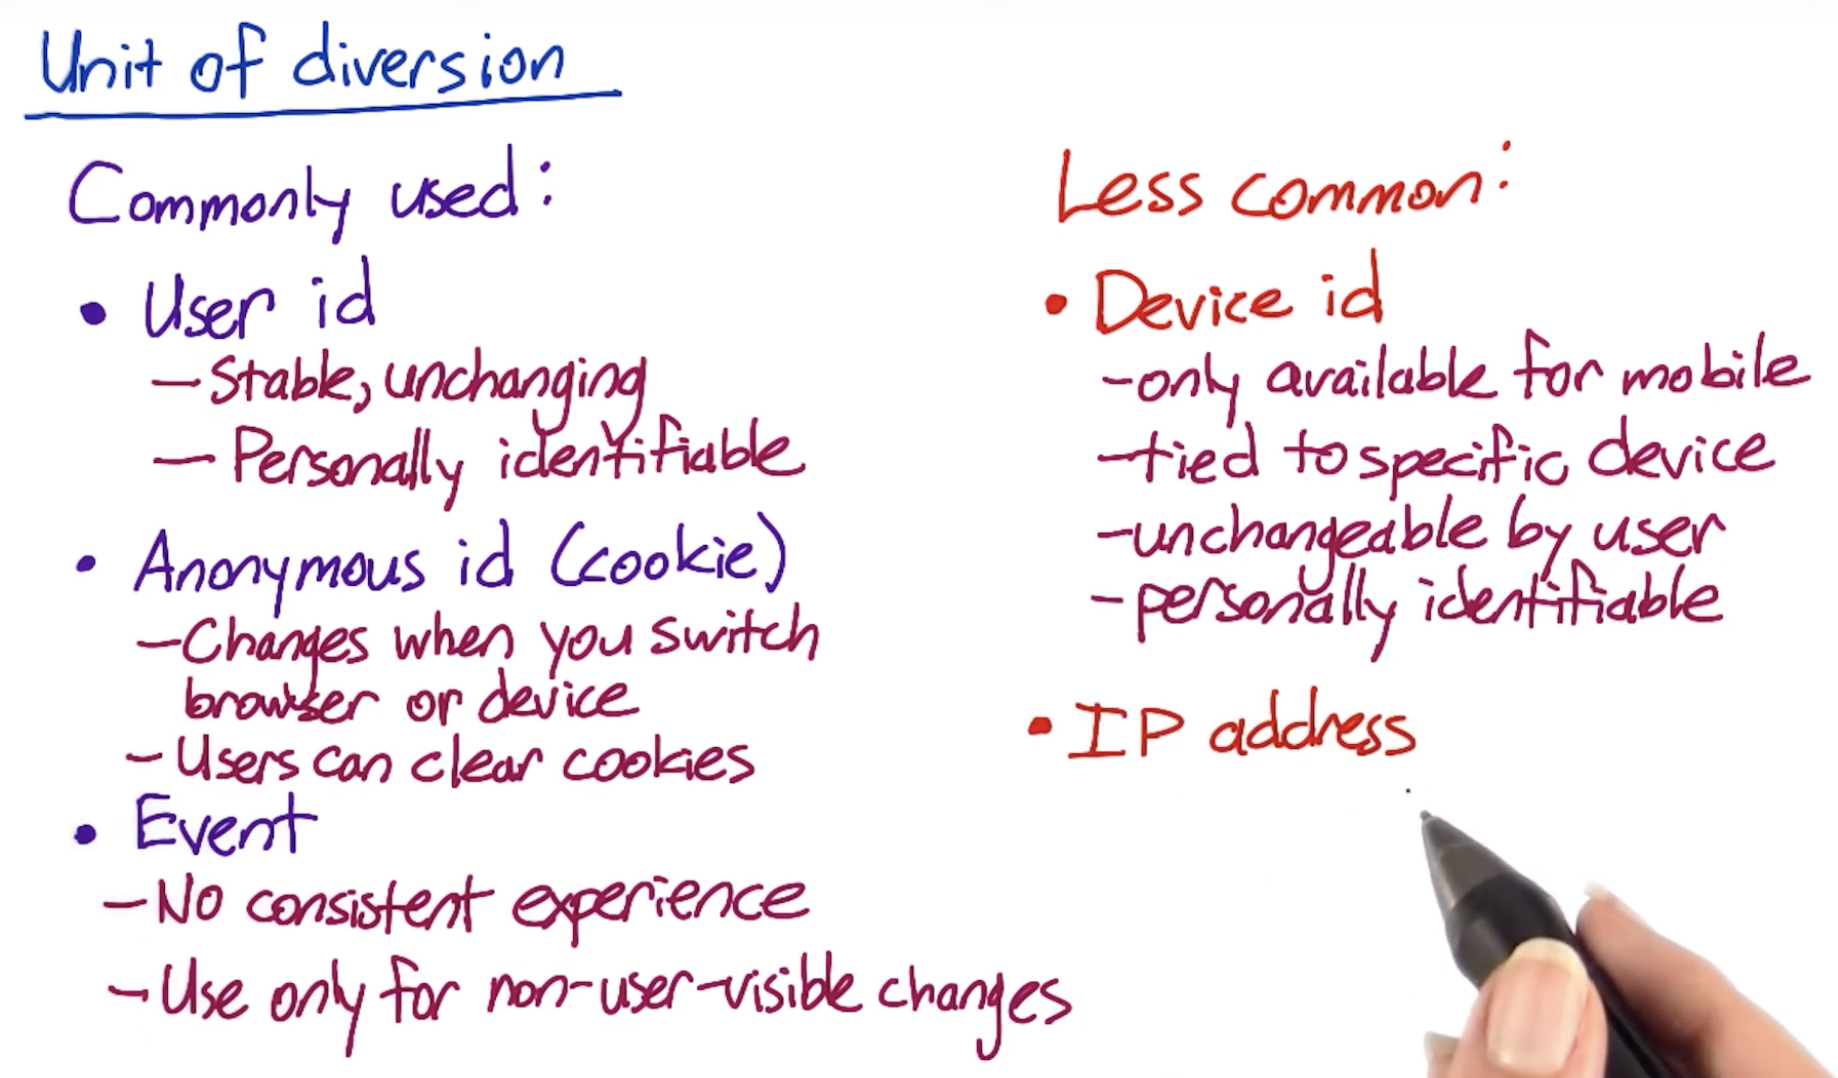 Unit of diversion
Commonly used:
• User id
- Stable, unchanging
- Personally identifiable
• Anonymous id (cookie)
- Changes when you switch
browser or device
- Users can clear cookies
• Event
- No consistent experience
- Use only for non-user-visible changes
Less common:
• Device id
- only available for mobile
- tied to specific device
- unchangeable by user
- personally identifiable
• IP address